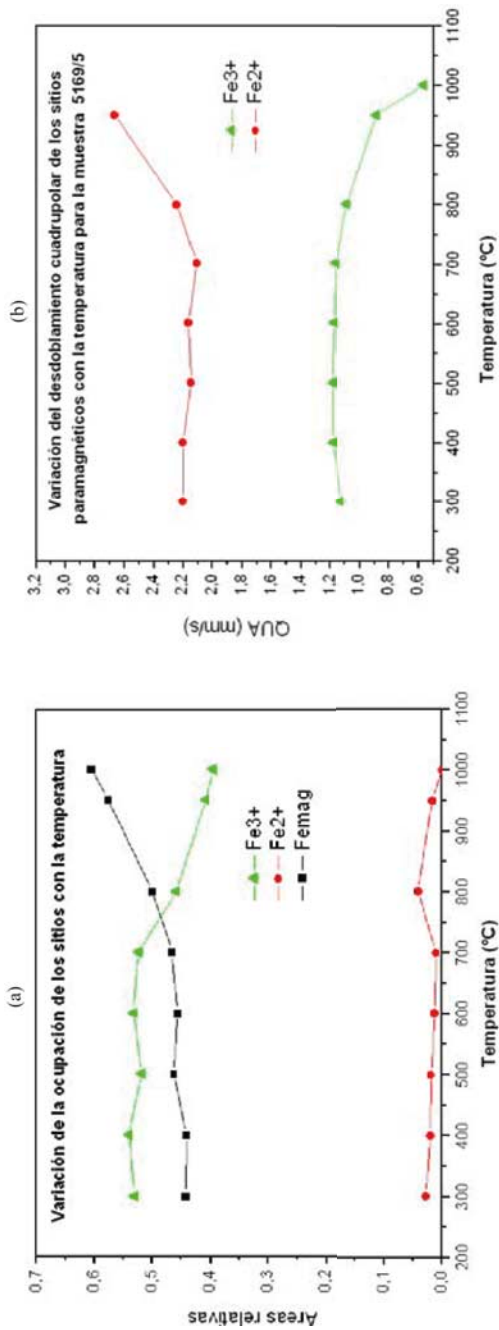 (a)
Variación de la ocupación de los sitios con la temperatura
Fe3+
Fe2+
Femag
0,7
0,6
0,5
0,4
0,3
0,2
0,1
0,0
Areas relativas
200 300 400 500 600 700 800 900 1000 1100
Temperatura (ºC)
(b)
Variación del desdoblamiento cuadrupolar de los sitios
paramagnéticos con la temperatura para la muestra 5169/5
Fe3+
Fe2+
3,2
3,0
2,8
2,6
2,4
2,2
2,0
1,8
1,6
1,4
1,2
1,0
0,8
0,6
QUA (mm/s)
200 300 400 500 600 700 800 900 1000 1100
Temperatura (ºC)